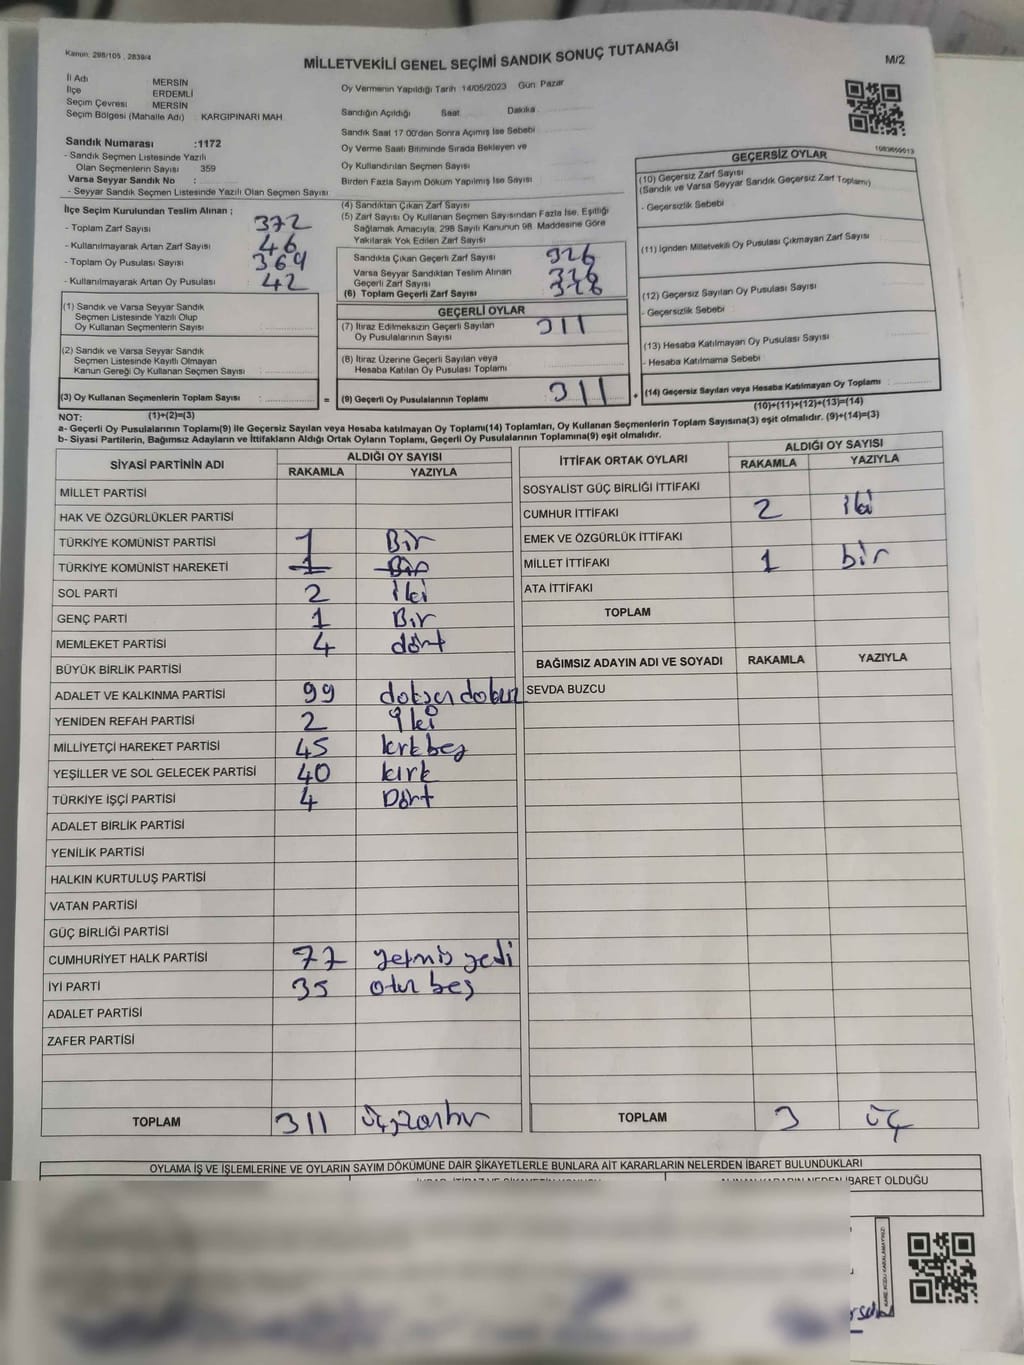 Kanun: 298/105 , 2839/4
MİLLETVEKİLİ GENEL SEÇİMİ SANDIK SONUÇ TUTANAĞI
M/2
İl Adı MERSİN
İlçe ERDEMLİ
Seçim Çevresi MERSİN
Seçim Bölgesi (Mahalle Adı) KARGIPINARI MAH.
Sandık Numarası :1172
- Sandık Seçmen Listesinde Yazılı
Olan Seçmenlerin Sayısı 359
Varsa Seyyar Sandık No :
- Seyyar Sandık Seçmen Listesinde Yazılı Olan Seçmen Sayısı
Oy Vermenin Yapıldığı Tarih 14/05/2023 Gün Pazar
Sandığın Açıldığı Saat Dakika
Sandık Saat 17.00'den Sonra Açımış İse Sebebi
Oy Verme Saati Bitiminde Sırada Bekleyen ve
Oy Kullandırılan Seçmen Sayısı
Birden Fazla Sayım Döküm Yapılmış İse Sayısı
İlçe Seçim Kurulundan Teslim Alınan ;
- Toplam Zarf Sayısı 372
- Kullanılmayarak Artan Zarf Sayısı 46
- Toplam Oy Pusulası Sayısı 369
- Kullanılmayarak Artan Oy Pusulası 42
(1) Sandık ve Varsa Seyyar Sandık
Seçmen Listesinde Yazılı Olup
Oy Kullanan Seçmenlerin Sayısı
(2) Sandık ve Varsa Seyyar Sandık
Seçmen Listesinde Kayıtlı Olmayan
Kanun Gereği Oy Kullanan Seçmen Sayısı
(3) Oy Kullanan Seçmenlerin Toplam Sayısı =
(4) Sandıktan Çıkan Zarf Sayısı
(5) Zarf Sayısı Oy Kullanan Seçmen Sayısından Fazla İse, Eşitliği
Sağlamak Amacıyla, 298 Sayılı Kanunun 98. Maddesine Göre
Yakılarak Yok Edilen Zarf Sayısı
Sandıkta Çıkan Geçerli Zarf Sayısı 326
Varsa Seyyar Sandıktan Teslim Alınan
Geçerli Zarf Sayısı 326
(6) Toplam Geçerli Zarf Sayısı 326
GEÇERLİ OYLAR
(7) İtiraz Edilmeksizin Geçerli Sayılan
Oy Pusulalarının Sayısı 311
(8) İtiraz Üzerine Geçerli Sayılan veya
Hesaba Katılan Oy Pusulası Toplamı
(9) Geçerli Oy Pusulalarının Toplamı 311 +
1083659513
GEÇERSİZ OYLAR
(10) Geçersiz Zarf Sayısı
(Sandık ve Varsa Seyyar Sandık Geçersiz Zarf Toplamı)
- Geçersizlik Sebebi
(11) İçinden Milletvekili Oy Pusulası Çıkmayan Zarf Sayısı
(12) Geçersiz Sayılan Oy Pusulası Sayısı
- Geçersizlik Sebebi
(13) Hesaba Katılmayan Oy Pusulası Sayısı
- Hesaba Katılmama Sebebi
(14) Geçersiz Sayılan veya Hesaba Katılmayan Oy Toplamı
NOT: (1)+(2)=(3)
(10)+(11)+(12)+(13)=(14)
a- Geçerli Oy Pusulalarının Toplamı(9) ile Geçersiz Sayılan veya Hesaba katılmayan Oy Toplamı(14) Toplamları, Oy Kullanan Seçmenlerin Toplam Sayısına(3) eşit olmalıdır. (9)+(14)=(3)
b- Siyasi Partilerin, Bağımsız Adayların ve İttifakların Aldığı Ortak Oyların Toplamı, Geçerli Oy Pusulalarının Toplamına(9) eşit olmalıdır.
SİYASİ PARTİNİN ADI ALDIĞI OY SAYISI
RAKAMLA YAZIYLA
MİLLET PARTİSİ
HAK VE ÖZGÜRLÜKLER PARTİSİ
TÜRKİYE KOMÜNİST PARTİSİ 1 Bir
TÜRKİYE KOMÜNİST HAREKETİ 1 Bir
SOL PARTİ 2 iki
GENÇ PARTİ 1 Bir
MEMLEKET PARTİSİ 4 dört
BÜYÜK BİRLİK PARTİSİ
ADALET VE KALKINMA PARTİSİ 99 doksan dokuz
YENİDEN REFAH PARTİSİ 2 iki
MİLLİYETÇİ HAREKET PARTİSİ 45 kırkbeş
YEŞİLLER VE SOL GELECEK PARTİSİ 40 kırk
TÜRKİYE İŞÇİ PARTİSİ 4 Dört
ADALET BİRLİK PARTİSİ
YENİLİK PARTİSİ
HALKIN KURTULUŞ PARTİSİ
VATAN PARTİSİ
GÜÇ BİRLİĞİ PARTİSİ
CUMHURİYET HALK PARTİSİ 77 yetmiş yedi
İYİ PARTİ 35 otuz beş
ADALET PARTİSİ
ZAFER PARTİSİ
TOPLAM 311 üçyüzonbir
İTTİFAK ORTAK OYLARI ALDIĞI OY SAYISI
RAKAMLA YAZIYLA
SOSYALİST GÜÇ BİRLİĞİ İTTİFAKI
CUMHUR İTTİFAKI 2 iki
EMEK VE ÖZGÜRLÜK İTTİFAKI
MİLLET İTTİFAKI 1 bir
ATA İTTİFAKI
TOPLAM
BAĞIMSIZ ADAYIN ADI VE SOYADI RAKAMLA YAZIYLA
SEVDA BUZCU
TOPLAM 3 üç
OYLAMA İŞ VE İŞLEMLERİNE VE OYLARIN SAYIM DÖKÜMÜNE DAİR ŞİKAYETLERLE BUNLARA AİT KARARLARIN NELERDEN İBARET BULUNDUKLARI
İBARET OLDUĞU